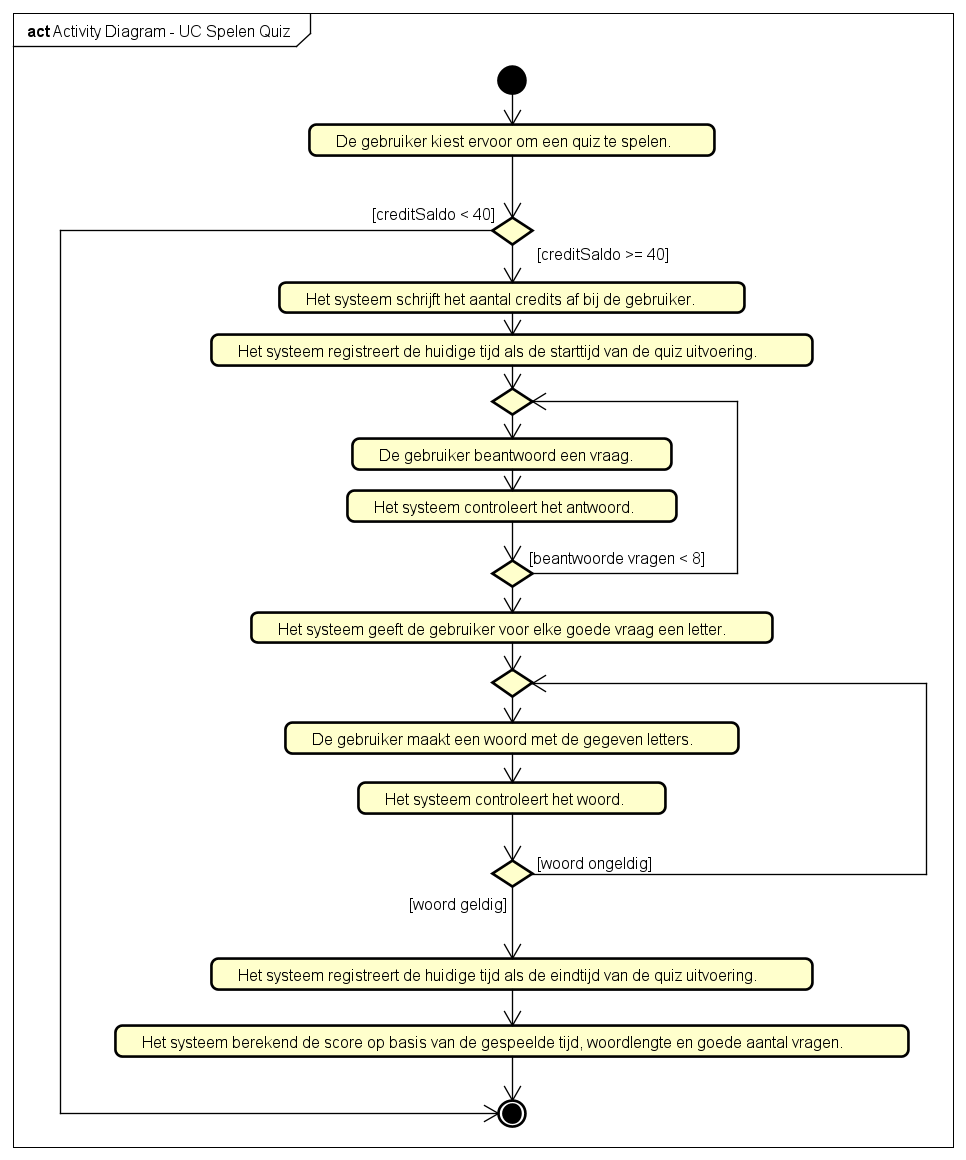 act Activity Diagram - UC Spelen Quiz
De gebruiker kiest ervoor om een quiz te spelen.
[creditSaldo < 40]
[creditSaldo >= 40]
Het systeem schrijft het aantal credits af bij de gebruiker.
Het systeem registreert de huidige tijd als de starttijd van de quiz uitvoering.
De gebruiker beantwoord een vraag.
Het systeem controleert het antwoord.
[beantwoorde vragen < 8]
Het systeem geeft de gebruiker voor elke goede vraag een letter.
De gebruiker maakt een woord met de gegeven letters.
Het systeem controleert het woord.
[woord ongeldig]
[woord geldig]
Het systeem registreert de huidige tijd als de eindtijd van de quiz uitvoering.
Het systeem berekend de score op basis van de gespeelde tijd, woordlengte en goede aantal vragen.